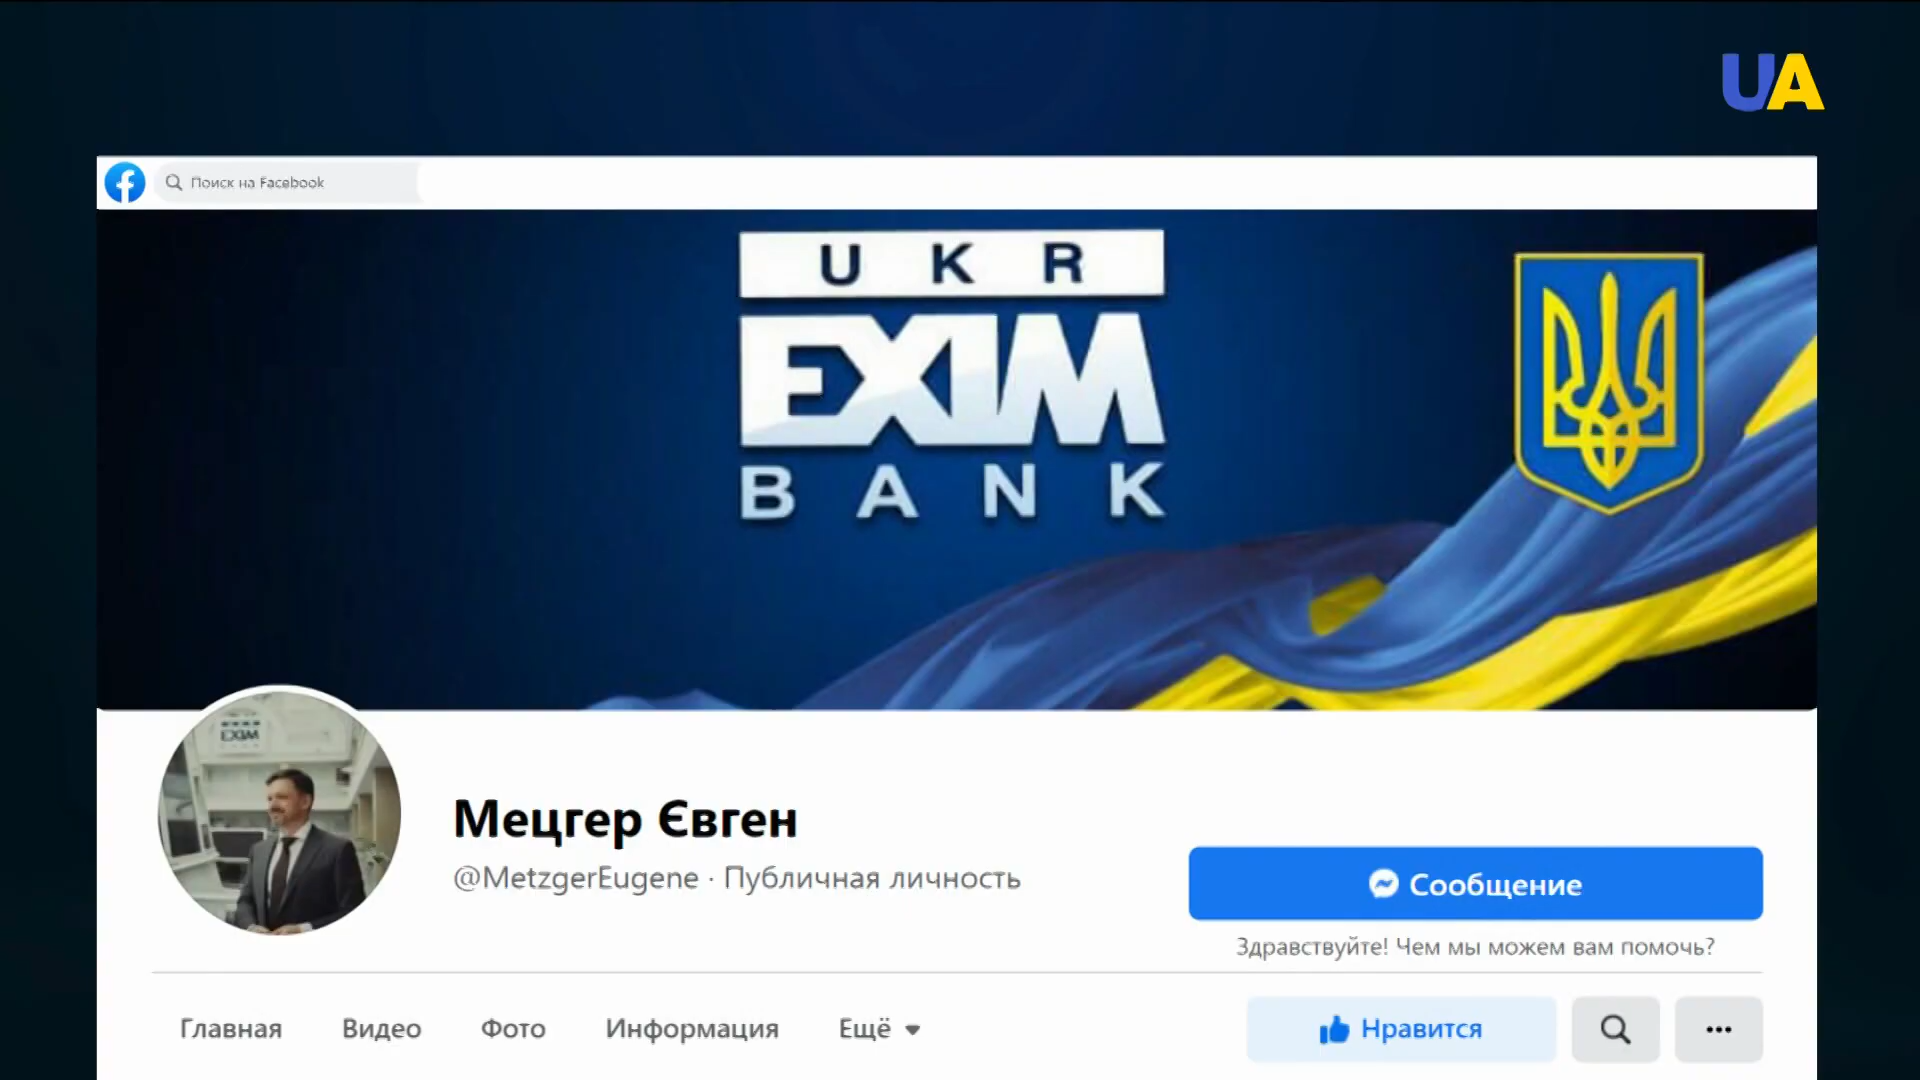 UA
Поиск на Facebook
UKR
EXIM
BANK
EXIM
Мецгер Євген
@MetzgerEugene · Публичная личность
Сообщение
Здравствуйте! Чем мы можем вам помочь?
Главная Видео Фото Информация Ещё
Нравится